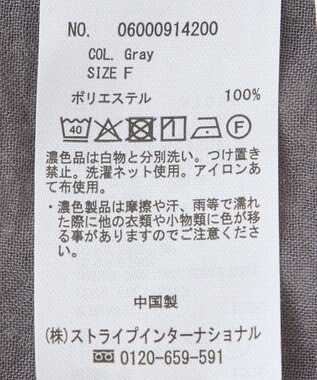 NO. 06000914200
COL. Gray
SIZE F
ポリエステル 100%
40 F
濃色品は白物と分別洗い。つけ置き
禁止。洗濯ネット使用。アイロンあ
て布使用。
・濃色製品は摩擦や汗、雨等で濡れ
た際に他の衣類や小物類に色が移
る事がありますのでご注意くださ
い。
中国製
(株)ストライプインターナショナル
0120-659-591